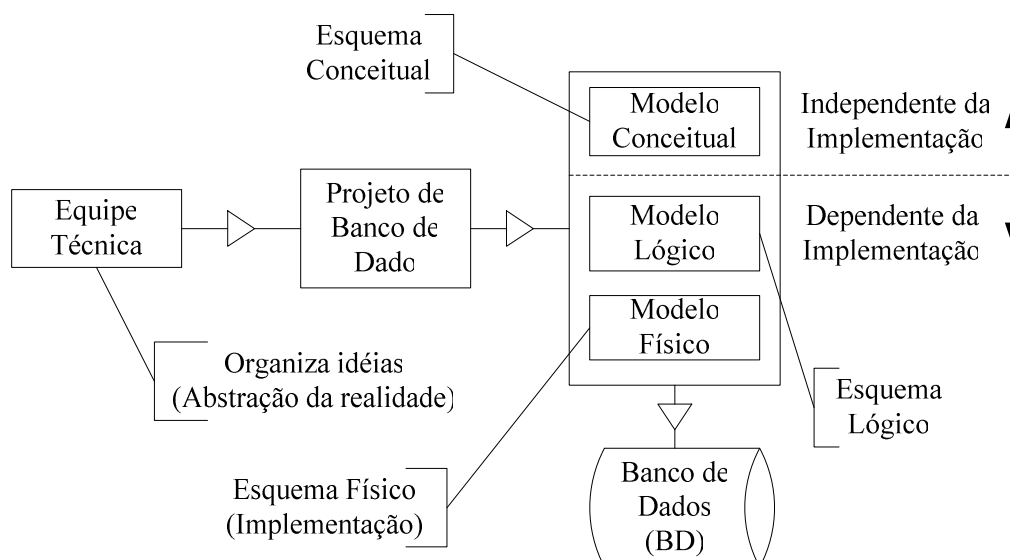 Esquema
Conceitual
Modelo
Conceitual
Independente da
Implementação
Equipe
Técnica
Projeto de
Banco de
Dado
Modelo
Lógico
Dependente da
Implementação
Modelo
Físico
Organiza idéias
(Abstração da realidade)
Esquema
Lógico
Esquema Físico
(Implementação)
Banco de
Dados
(BD)